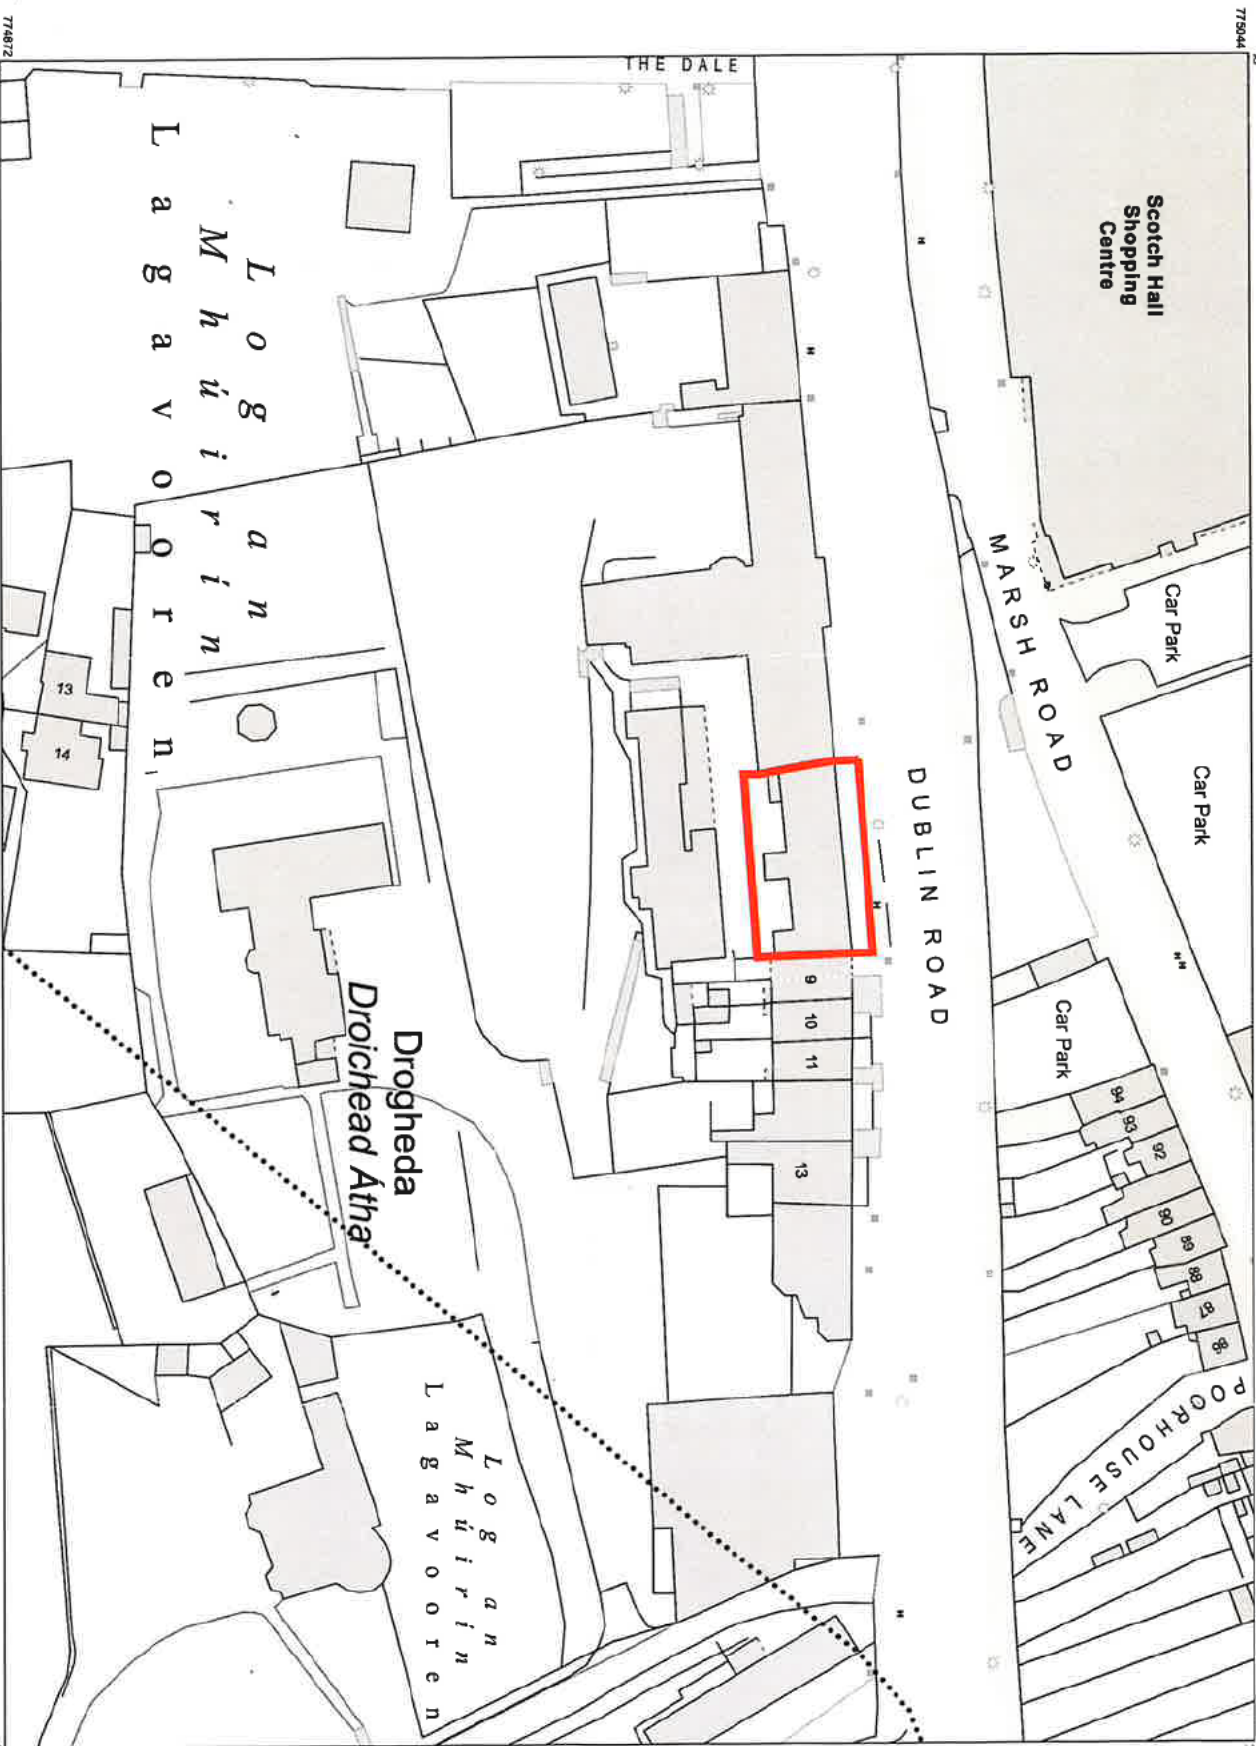 775044
774872
THE DALE
Scotch Hall
Shopping
Centre
Car Park
Car Park
MARSH ROAD
DUBLIN ROAD
Car Park
94
93
92
90
89
88
87
86
POORHOUSE LANE
9
10
11
13
Log an
Mhúirín
Lagavooren
13
14
Drogheda
Droichead Átha
Log an
Mhúirín
Lagavooren
H
H
H
H
H
H